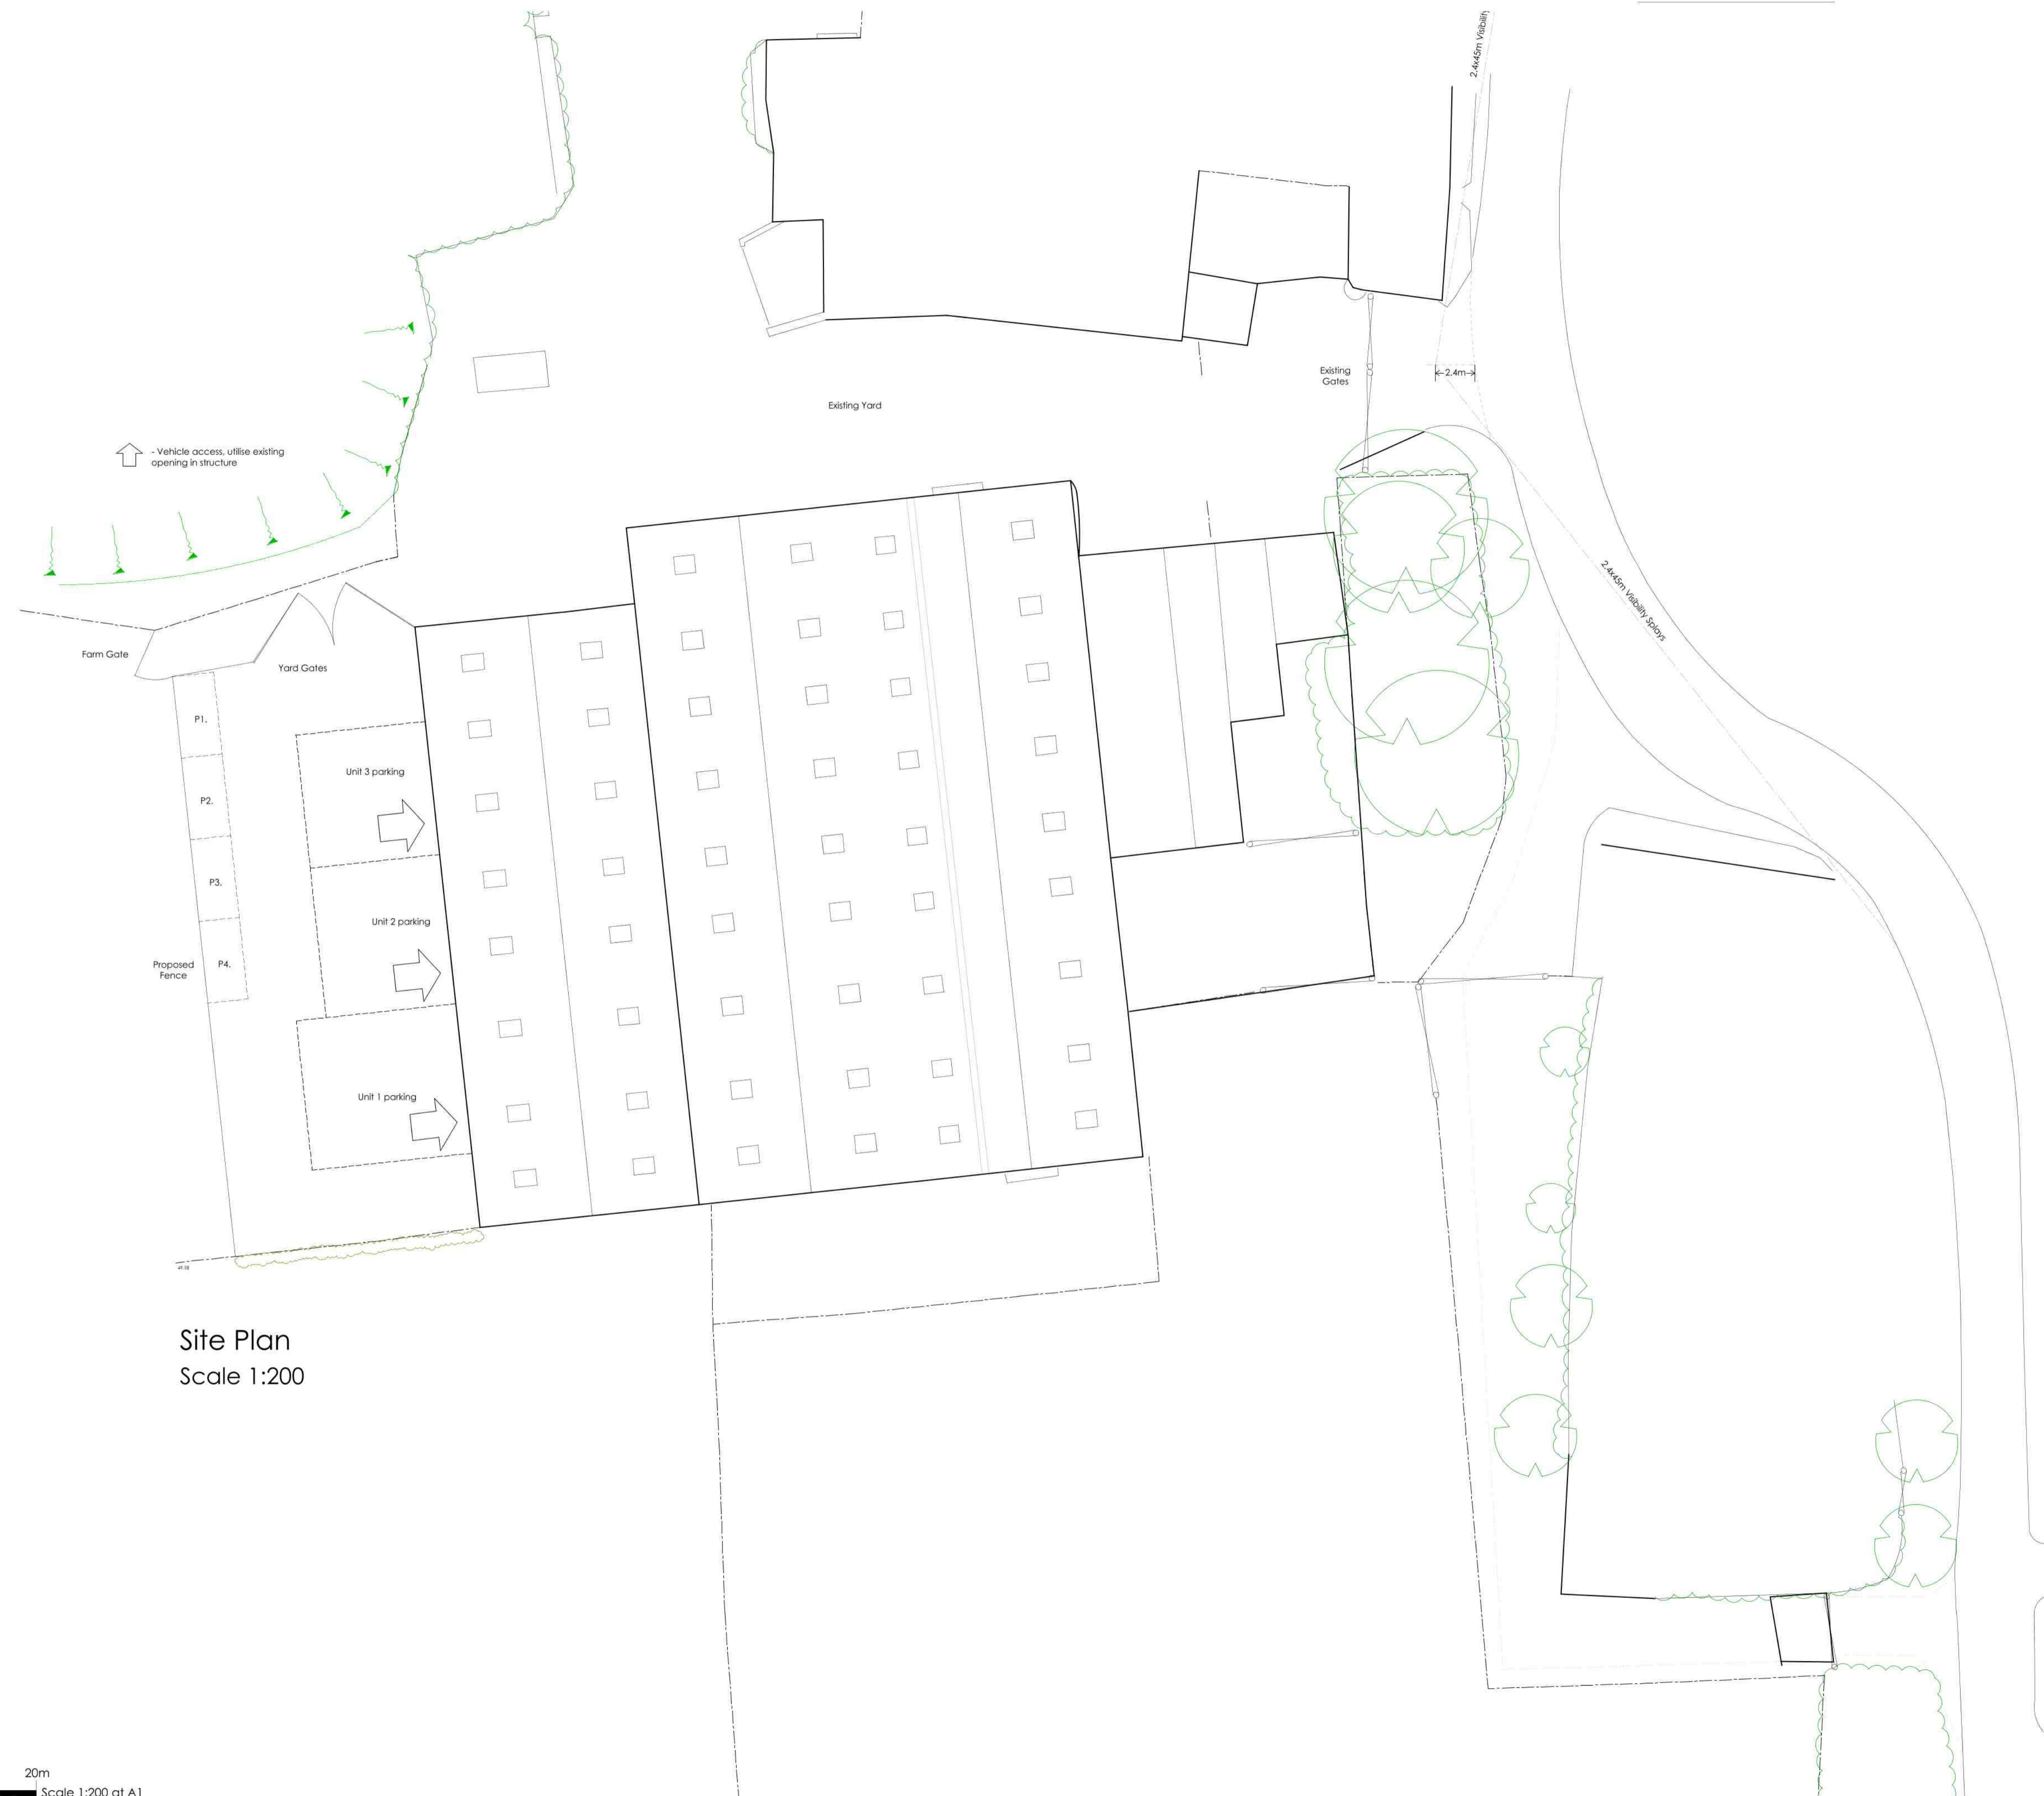 2.4x45m Visibility
Existing
Gates
2.4m
Existing Yard
- Vehicle access, utilise existing
opening in structure
2.4x45m Visibility Splays
Farm Gate
Yard Gates
P1.
Unit 3 parking
P2.
P3.
Unit 2 parking
Proposed
Fence
P4.
Unit 1 parking
Site Plan
Scale 1:200
20m
Scale 1:200 at A1